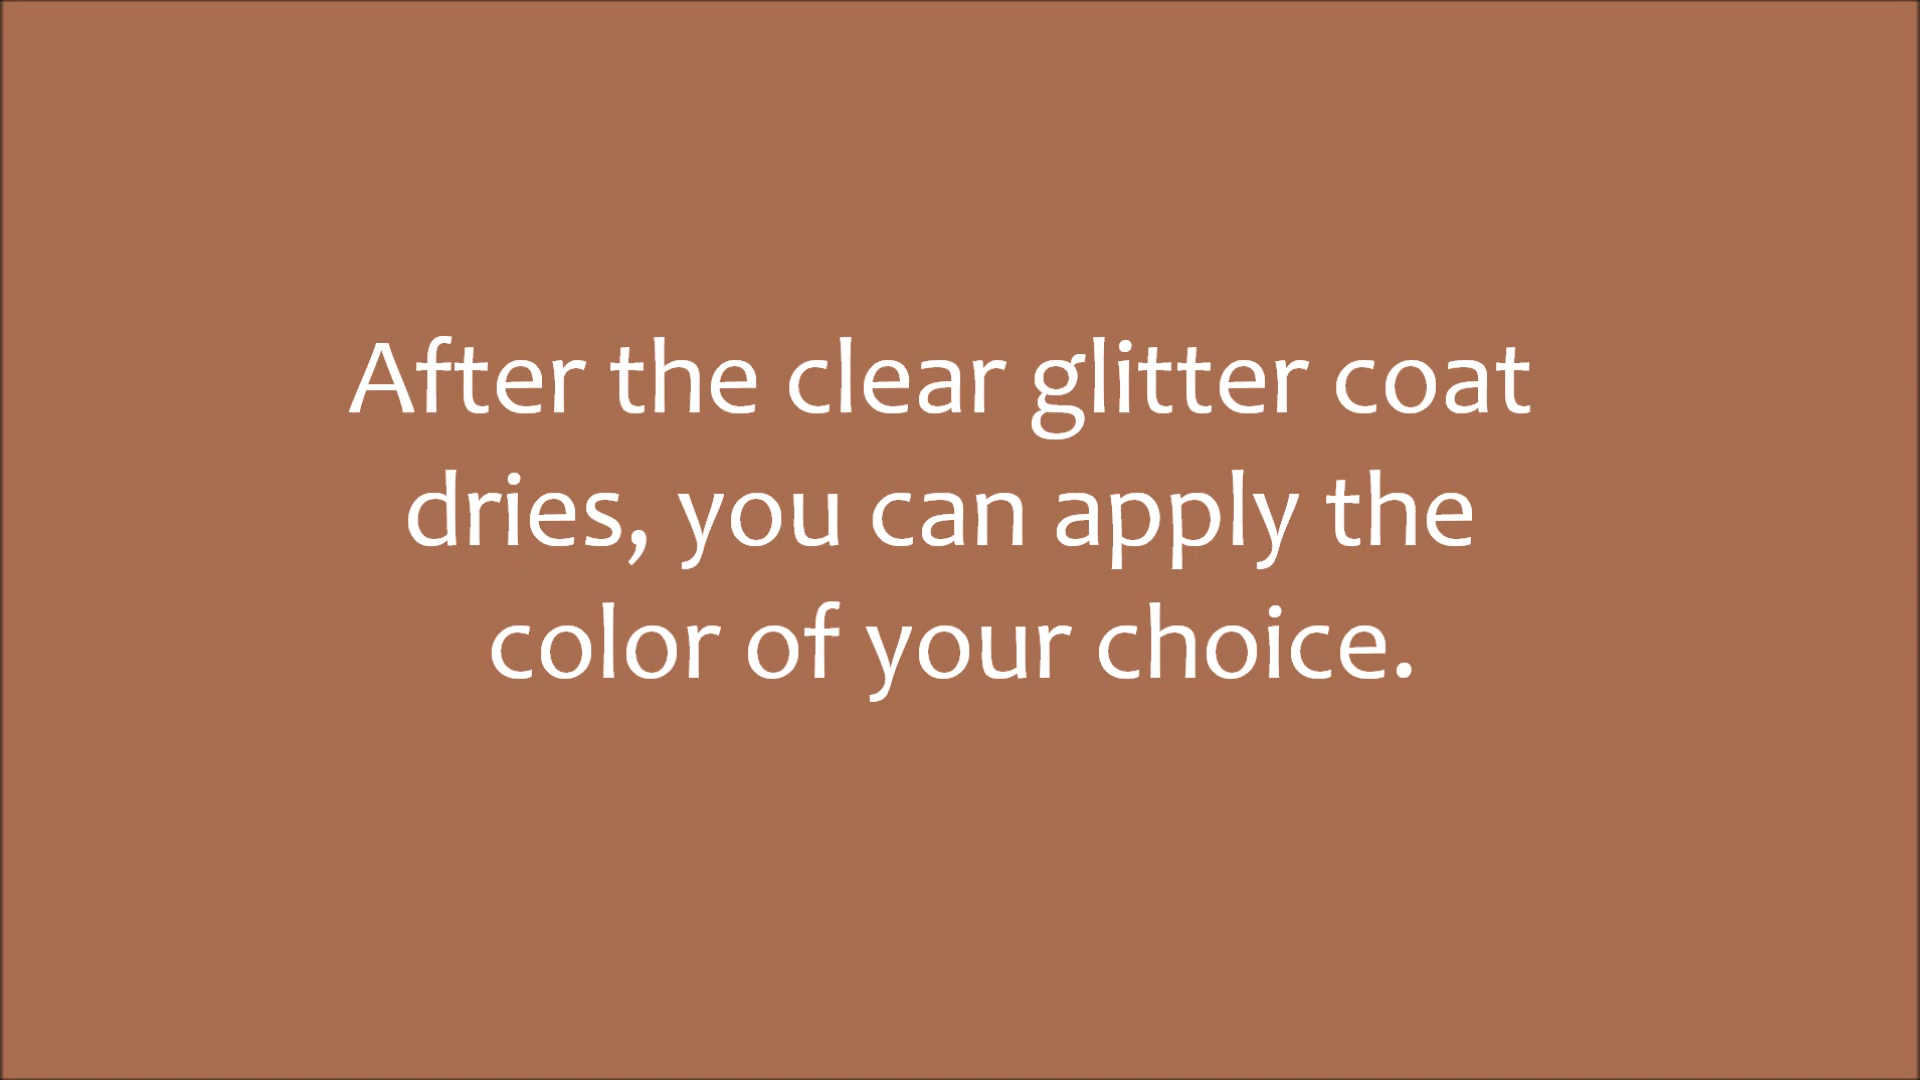 After the clear glitter coat
dries, you can apply the
color of your choice.